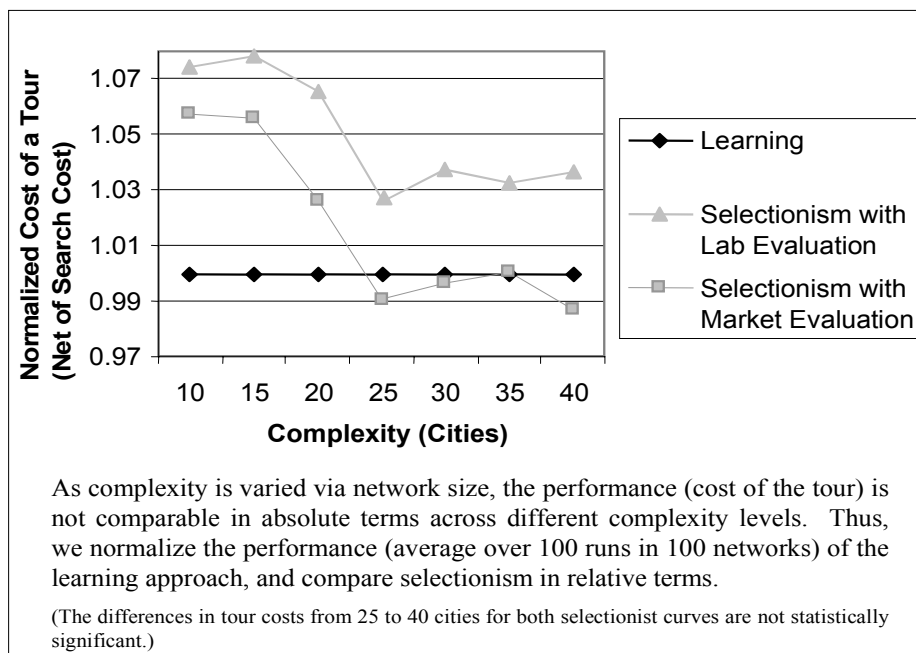 Normalized Cost of a Tour
(Net of Search Cost)
1.07
1.05
1.03
1.01
0.99
0.97
10 15 20 25 30 35 40
Complexity (Cities)
Learning
Selectionism with
Lab Evaluation
Selectionism with
Market Evaluation
As complexity is varied via network size, the performance (cost of the tour) is
not comparable in absolute terms across different complexity levels. Thus,
we normalize the performance (average over 100 runs in 100 networks) of the
learning approach, and compare selectionism in relative terms.
(The differences in tour costs from 25 to 40 cities for both selectionist curves are not statistically
significant.)